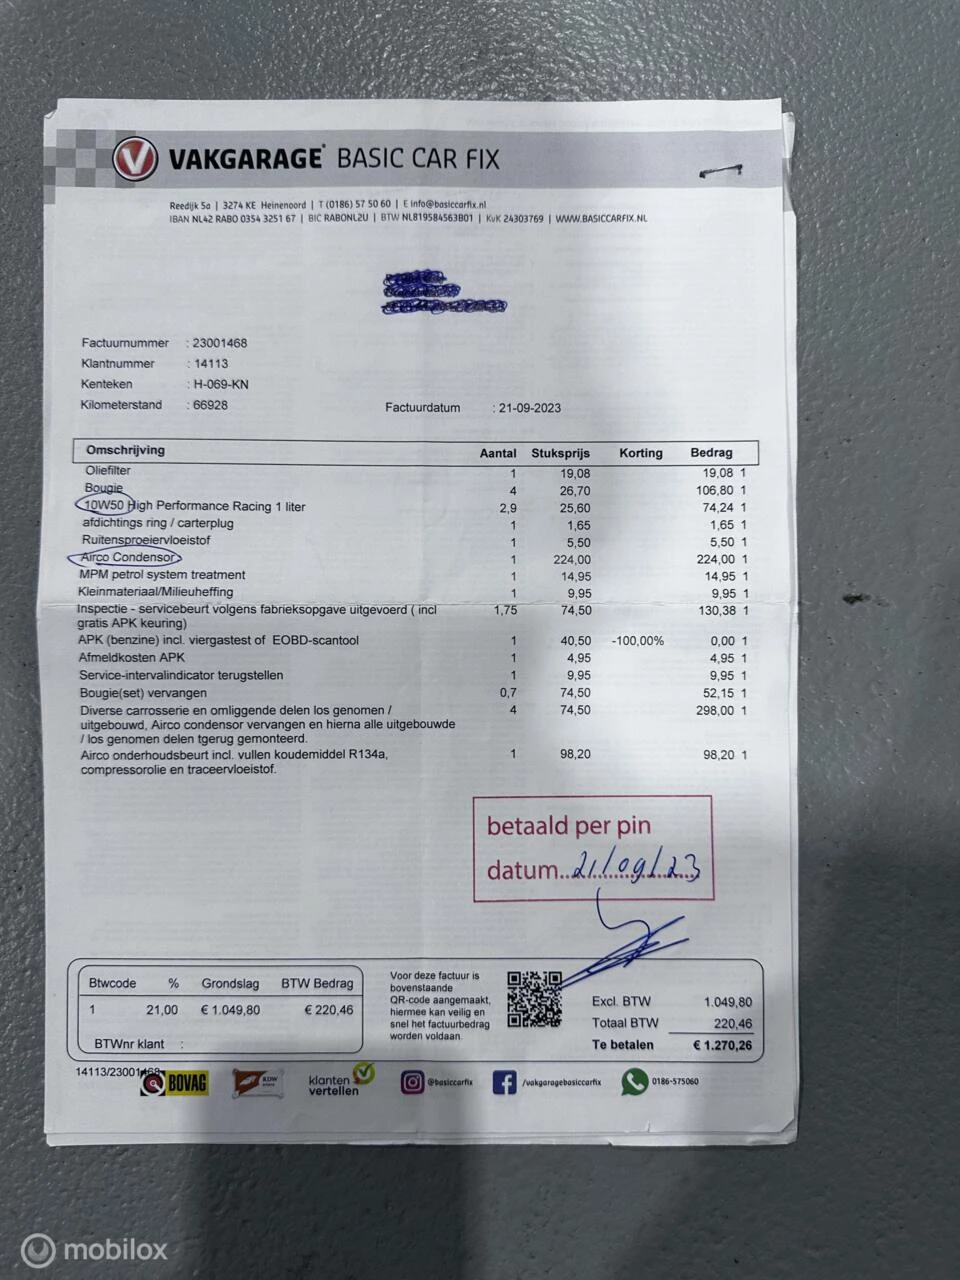 VAKGARAGE® BASIC CAR FIX
Reedijk 5a | 3274 KE Heinenoord | T (0186) 57 50 60 | E info@basiccarfix.nl
IBAN NL42 RABO 0354 3251 67 | BIC RABONL2U | BTW NL819584563B01 | KvK 24303769 | WWW.BASICCARFIX.NL
Factuurnummer : 23001468
Klantnummer : 14113
Kenteken : H-069-KN
Kilometerstand : 66928 Factuurdatum : 21-09-2023
Omschrijving Aantal Stuksprijs Korting Bedrag
Oliefilter 1 19,08 19,08 1
Bougie 4 26,70 106,80 1
10W50 High Performance Racing 1 liter 2,9 25,60 74,24 1
afdichtings ring / carterplug 1 1,65 1,65 1
Ruitensproeiervloeistof 1 5,50 5,50 1
Airco Condensor 1 224,00 224,00 1
MPM petrol system treatment 1 14,95 14,95 1
Kleinmateriaal/Milieuheffing 1 9,95 9,95 1
Inspectie - servicebeurt volgens fabrieksopgave uitgevoerd ( incl 1,75 74,50 130,38 1
gratis APK keuring)
APK (benzine) incl. viergastest of EOBD-scantool 1 40,50 -100,00% 0,00 1
Afmeldkosten APK 1 4,95 4,95 1
Service-intervalindicator terugstellen 1 9,95 9,95 1
Bougie(set) vervangen 0,7 74,50 52,15 1
Diverse carrosserie en omliggende delen los genomen / 4 74,50 298,00 1
uitgebouwd, Airco condensor vervangen en hierna alle uitgebouwde
/ los genomen delen tgerug gemonteerd.
Airco onderhoudsbeurt incl. vullen koudemiddel R134a, 1 98,20 98,20 1
compressorolie en traceervloeistof.
betaald per pin
datum..21/09/23
Btwcode % Grondslag BTW Bedrag
1 21,00 € 1.049,80 € 220,46
BTWnr klant :
Voor deze factuur is
bovenstaande
QR-code aangemaakt,
hiermee kan veilig en
snel het factuurbedrag
worden voldaan.
Excl. BTW 1.049,80
Totaal BTW 220,46
Te betalen € 1.270,26
14113/23001468
BOVAG
klanten
vertellen
@basiccarfix
/vakgaragebasiccarfix
0186-575060
mobilox